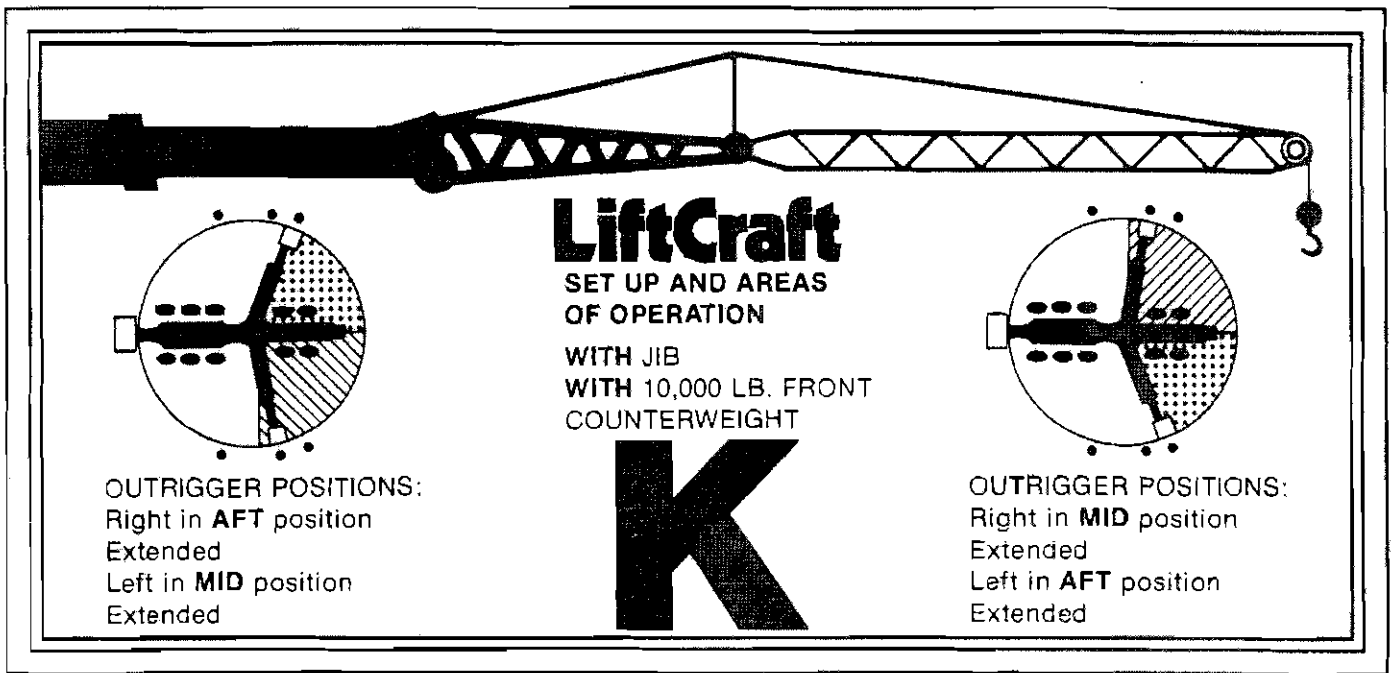 LiftCraft
SET UP AND AREAS
OF OPERATION
WITH JIB
WITH 10,000 LB. FRONT
COUNTERWEIGHT
K
OUTRIGGER POSITIONS:
Right in AFT position
Extended
Left in MID position
Extended
OUTRIGGER POSITIONS:
Right in MID position
Extended
Left in AFT position
Extended